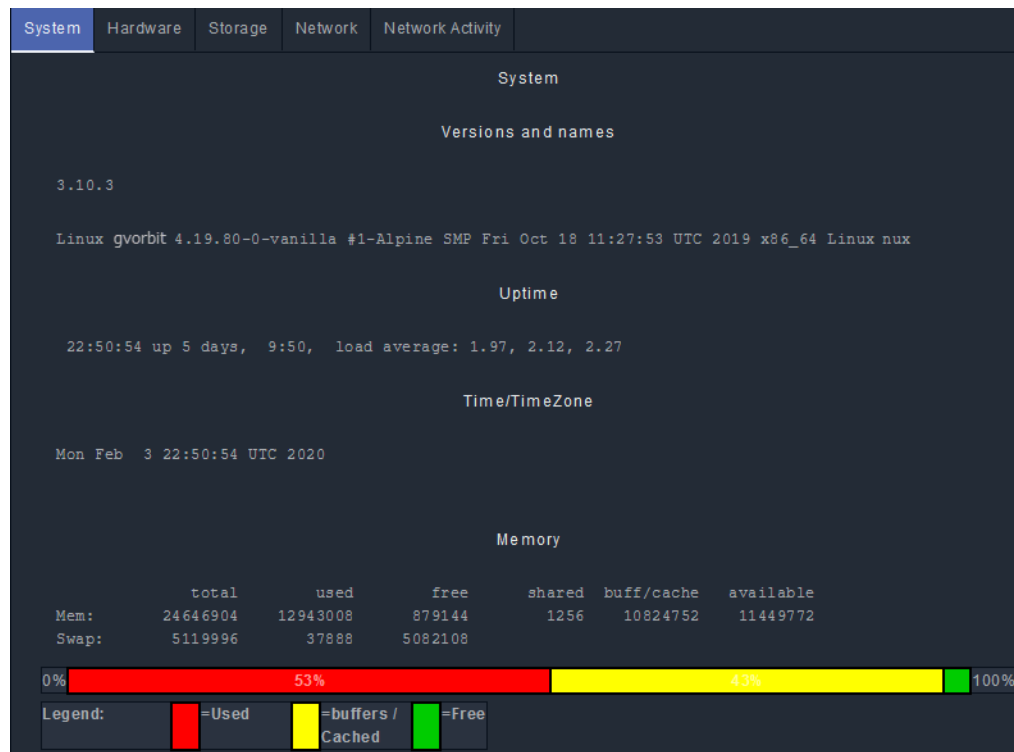 System Hardware Storage Network Network Activity
System
Versions and names
3.10.3
Linux gvorbit 4.19.80-0-vanilla #1-Alpine SMP Fri Oct 18 11:27:53 UTC 2019 x86_64 Linux nux
Uptime
22:50:54 up 5 days,  9:50,  load average: 1.97, 2.12, 2.27
Time/TimeZone
Mon Feb  3 22:50:54 UTC 2020
Memory
total used free shared buff/cache available
Mem: 24646904 12943008 879144 1256 10824752 11449772
Swap: 5119996 37888 5082108
0% 53% 43% 100%
Legend: =Used =buffers / =Free
Cached